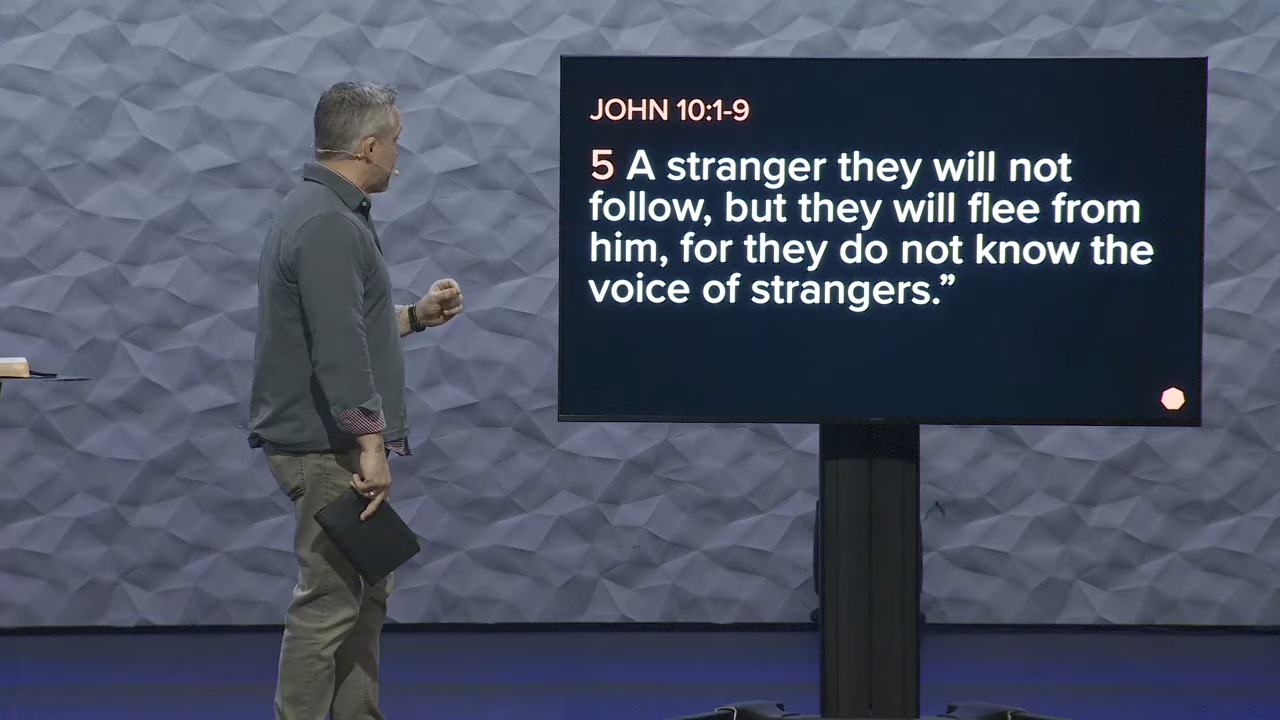 JOHN 10:1-9
5 A stranger they will not
follow, but they will flee from
him, for they do not know the
voice of strangers.”